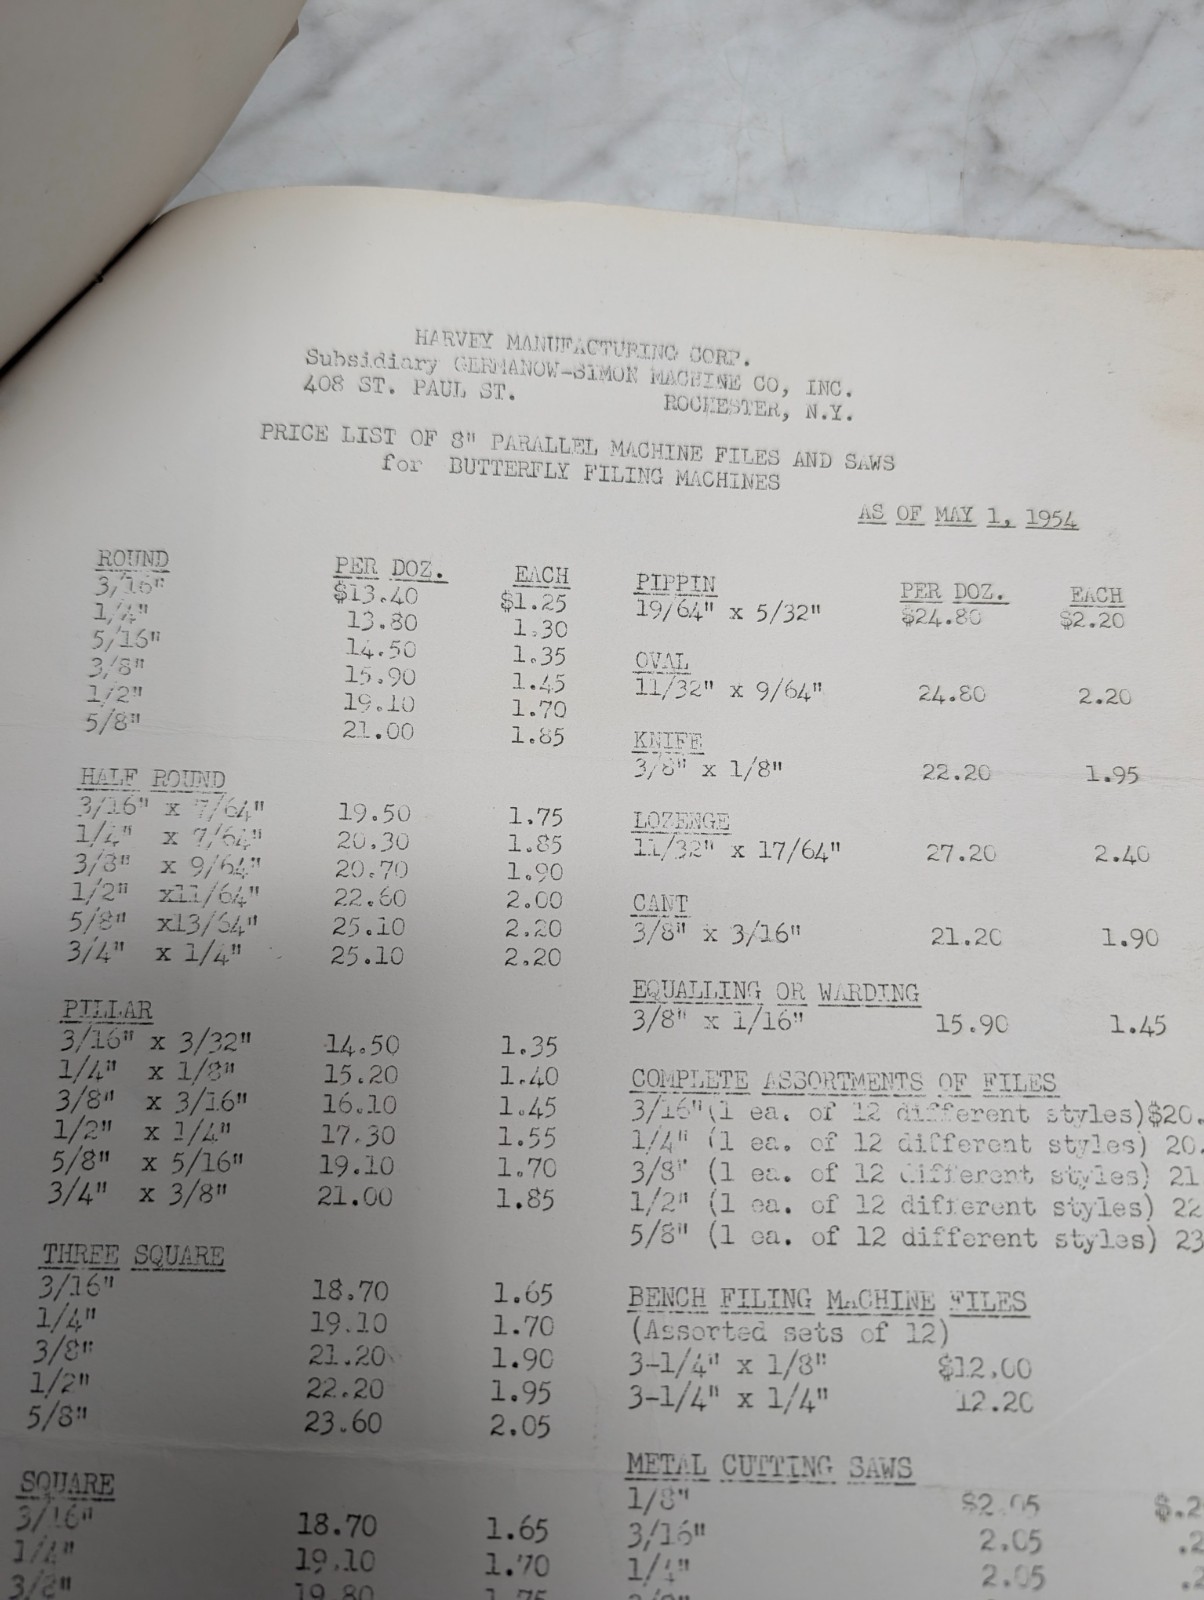 HARVEY MANUFACTURING CORP.
Subsidiary GERMANOW-SIMON MACHINE CO, INC.
408 ST. PAUL ST. ROCHESTER, N.Y.
PRICE LIST OF 8" PARALLEL MACHINE FILES AND SAWS
for BUTTERFLY FILING MACHINES
AS OF MAY 1, 1954
ROUND PER DOZ. EACH
3/16" $13.40 $1.25
1/4" 13.80 1.30
5/16" 14.50 1.35
3/8" 15.90 1.45
1/2" 19.10 1.70
5/8" 21.00 1.85
HALF ROUND
3/16" x 7/64" 19.50 1.75
1/4" x 7/64" 20.30 1.85
3/8" x 9/64" 20.70 1.90
1/2" x11/64" 22.60 2.00
5/8" x13/64" 25.10 2.20
3/4" x 1/4" 25.10 2.20
PILLAR
3/16" x 3/32" 14.50 1.35
1/4" x 1/8" 15.20 1.40
3/8" x 3/16" 16.10 1.45
1/2" x 1/4" 17.30 1.55
5/8" x 5/16" 19.10 1.70
3/4" x 3/8" 21.00 1.85
THREE SQUARE
3/16" 18.70 1.65
1/4" 19.10 1.70
3/8" 21.20 1.90
1/2" 22.20 1.95
5/8" 23.60 2.05
SQUARE
3/16" 18.70 1.65
1/4" 19.10 1.70
3/8" 19.80 1.75
PIPPIN PER DOZ. EACH
19/64" x 5/32" $24.80 $2.20
OVAL
11/32" x 9/64" 24.80 2.20
KNIFE
3/8" x 1/8" 22.20 1.95
LOZENGE
11/32" x 17/64" 27.20 2.40
CANT
3/8" x 3/16" 21.20 1.90
EQUALLING OR WARDING
3/8" x 1/16" 15.90 1.45
COMPLETE ASSORTMENTS OF FILES
3/16" (1 ea. of 12 different styles)$20.
1/4" (1 ea. of 12 different styles) 20.
3/8" (1 ea. of 12 different styles) 21
1/2" (1 ea. of 12 different styles) 22
5/8" (1 ea. of 12 different styles) 23
BENCH FILING MACHINE FILES
(Assorted sets of 12)
3-1/4" x 1/8" $12.00
3-1/4" x 1/4" 12.20
METAL CUTTING SAWS
1/8" $2.05 $.2
3/16" 2.05 .2
1/4" 2.05 .2